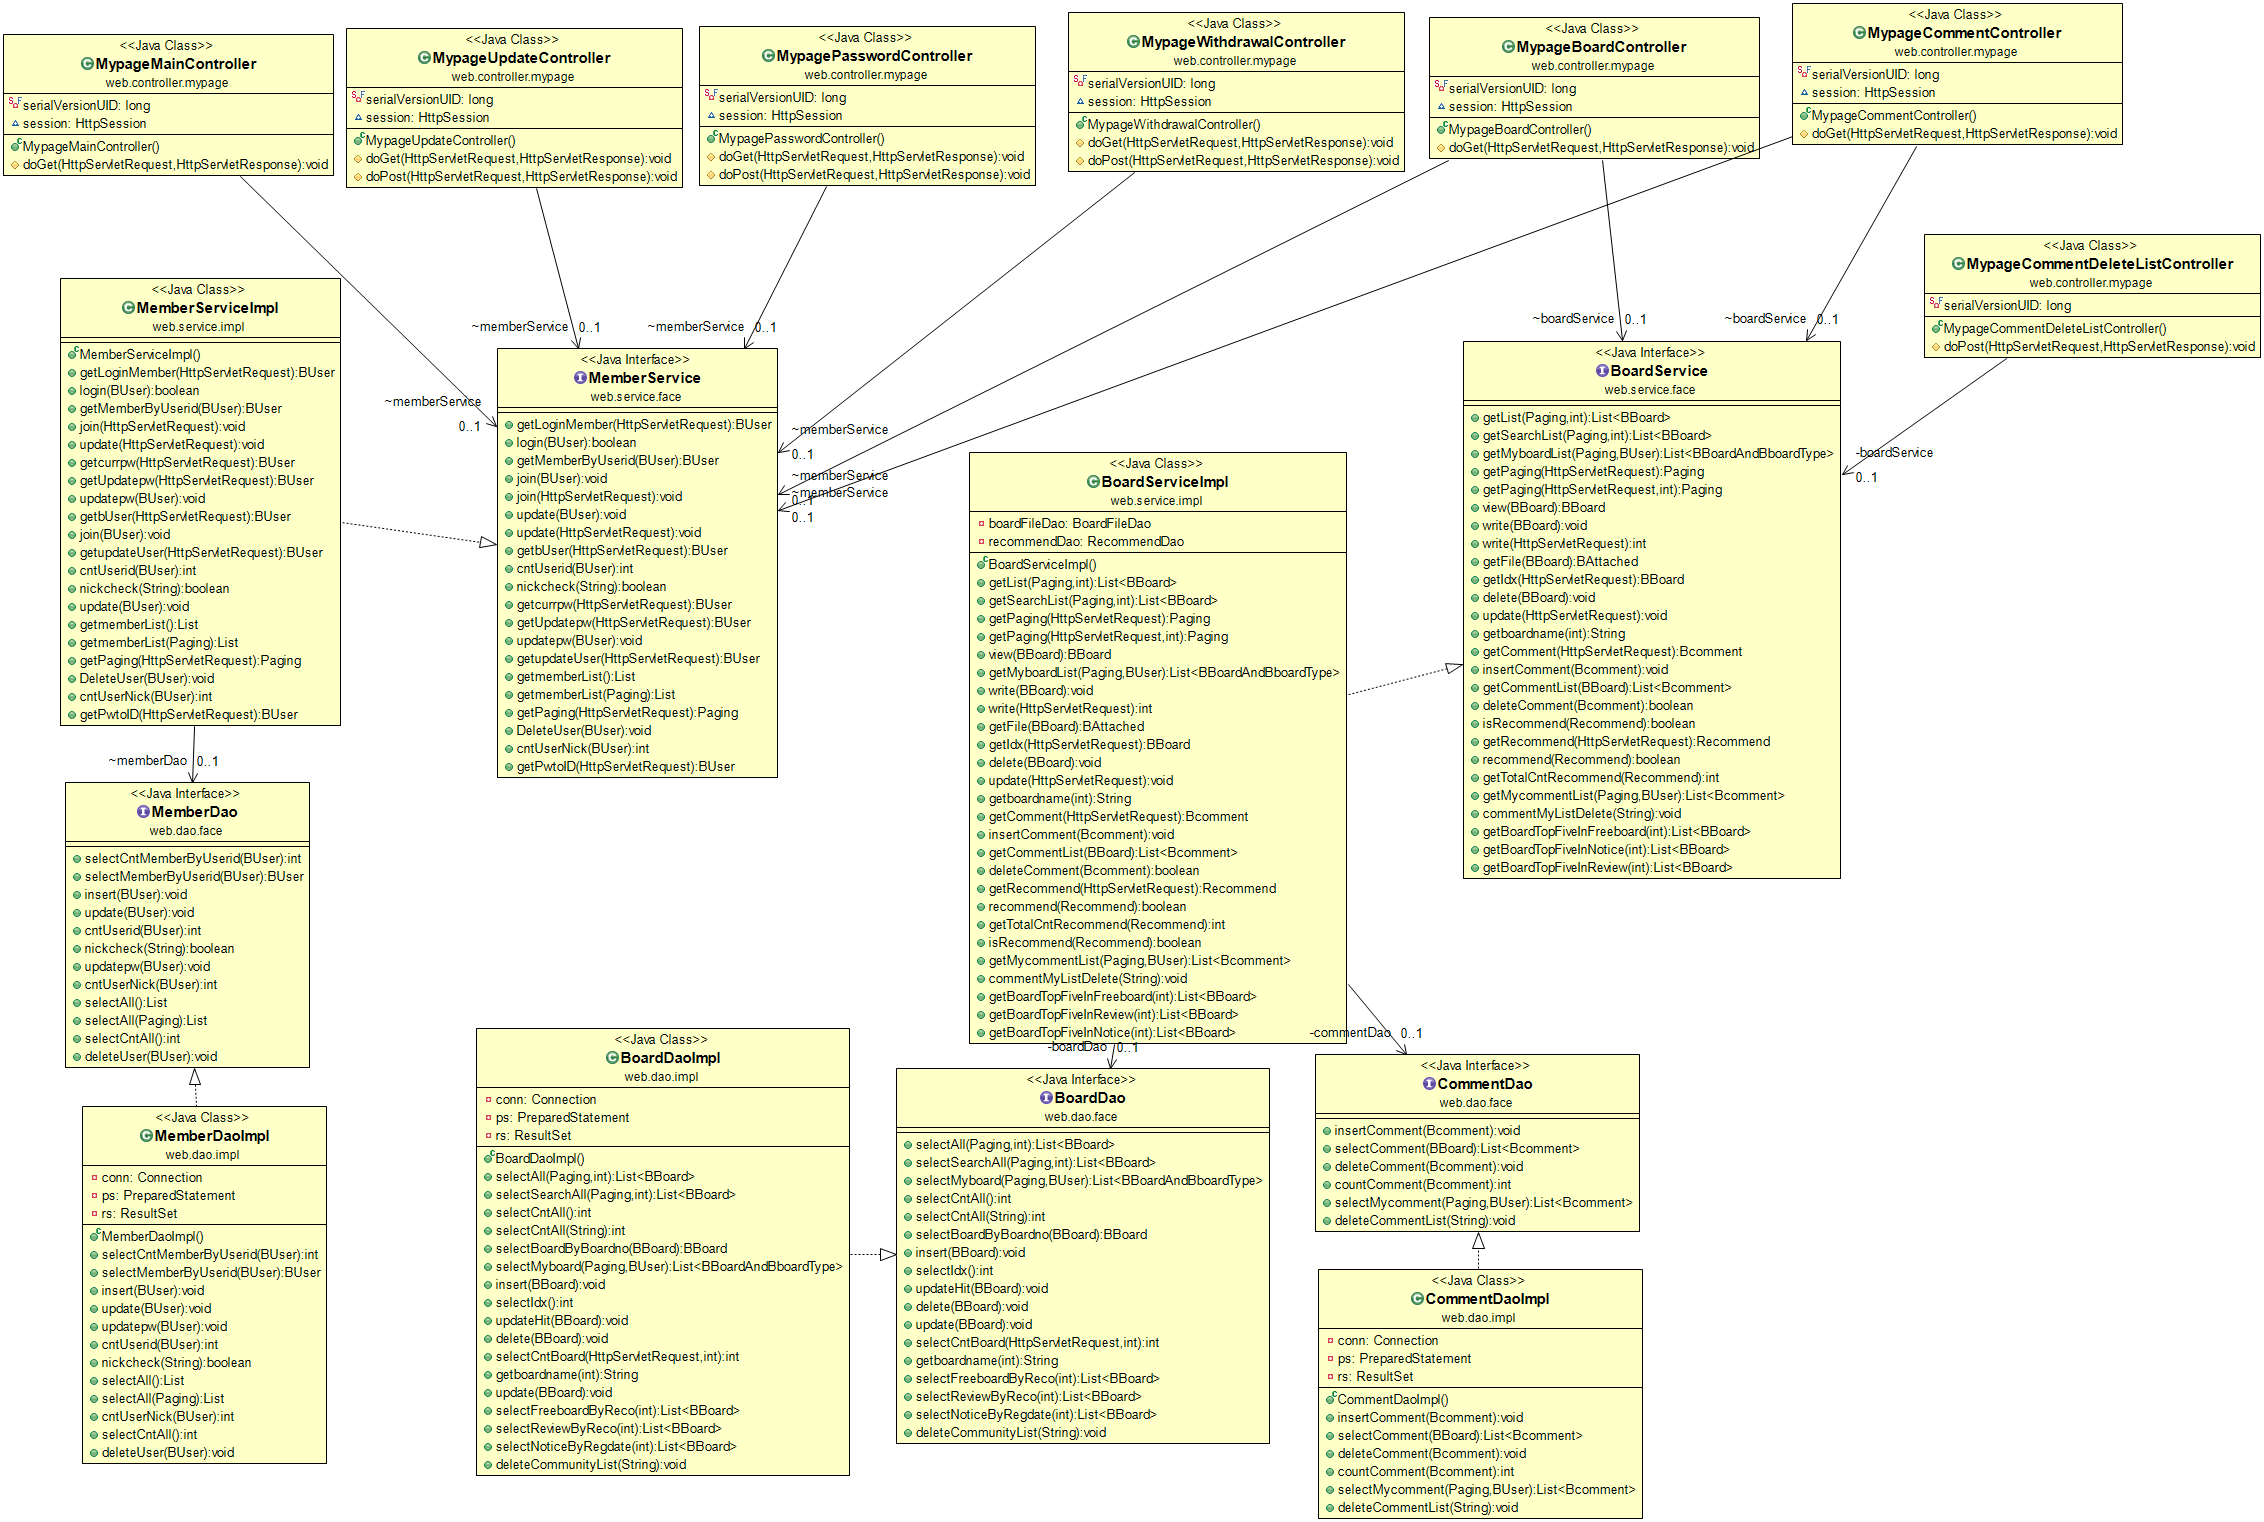 <<Java Class>>
MypageMainController
web.controller.mypage
serialVersionUID: long
session: HttpSession
MypageMainController()
doGet(HttpServletRequest,HttpServletResponse):void
<<Java Class>>
MypageUpdateController
web.controller.mypage
serialVersionUID: long
session: HttpSession
MypageUpdateController()
doGet(HttpServletRequest,HttpServletResponse):void
doPost(HttpServletRequest,HttpServletResponse):void
<<Java Class>>
MypagePasswordController
web.controller.mypage
serialVersionUID: long
session: HttpSession
MypagePasswordController()
doGet(HttpServletRequest,HttpServletResponse):void
doPost(HttpServletRequest,HttpServletResponse):void
<<Java Class>>
MypageWithdrawalController
web.controller.mypage
serialVersionUID: long
session: HttpSession
MypageWithdrawalController()
doGet(HttpServletRequest,HttpServletResponse):void
doPost(HttpServletRequest,HttpServletResponse):void
<<Java Class>>
MypageBoardController
web.controller.mypage
serialVersionUID: long
session: HttpSession
MypageBoardController()
doGet(HttpServletRequest,HttpServletResponse):void
<<Java Class>>
MypageCommentController
web.controller.mypage
serialVersionUID: long
session: HttpSession
MypageCommentController()
doGet(HttpServletRequest,HttpServletResponse):void
<<Java Class>>
MypageCommentDeleteListController
web.controller.mypage
serialVersionUID: long
MypageCommentDeleteListController()
doPost(HttpServletRequest,HttpServletResponse):void
<<Java Class>>
MemberServiceImpl
web.service.impl
MemberServiceImpl()
getLoginMember(HttpServletRequest):BUser
login(BUser):boolean
getMemberByUserid(BUser):BUser
join(HttpServletRequest):void
update(HttpServletRequest):void
getcurrpw(HttpServletRequest):BUser
getUpdatepw(HttpServletRequest):BUser
updatepw(BUser):void
getbUser(HttpServletRequest):BUser
join(BUser):void
getupdateUser(HttpServletRequest):BUser
cntUserid(BUser):int
nickcheck(String):boolean
update(BUser):void
getmemberList():List
getmemberList(Paging):List
getPaging(HttpServletRequest):Paging
DeleteUser(BUser):void
cntUserNick(BUser):int
getPwtoID(HttpServletRequest):BUser
~memberService 0..1
~memberService 0..1
~memberService
0..1
<<Java Interface>>
MemberService
web.service.face
getLoginMember(HttpServletRequest):BUser
login(BUser):boolean
getMemberByUserid(BUser):BUser
join(BUser):void
join(HttpServletRequest):void
update(BUser):void
update(HttpServletRequest):void
getbUser(HttpServletRequest):BUser
cntUserid(BUser):int
nickcheck(String):boolean
getcurrpw(HttpServletRequest):BUser
getUpdatepw(HttpServletRequest):BUser
updatepw(BUser):void
getupdateUser(HttpServletRequest):BUser
getmemberList():List
getmemberList(Paging):List
getPaging(HttpServletRequest):Paging
DeleteUser(BUser):void
cntUserNick(BUser):int
getPwtoID(HttpServletRequest):BUser
~memberService
0..1
~memberService
~memberService
0..1
0..1
~boardService 0..1
~boardService 0..1
<<Java Interface>>
BoardService
web.service.face
getList(Paging,int):List<BBoard>
getSearchList(Paging,int):List<BBoard>
getMyboardList(Paging,BUser):List<BBoardAndBboardType>
getPaging(HttpServletRequest):Paging
getPaging(HttpServletRequest,int):Paging
view(BBoard):BBoard
write(BBoard):void
write(HttpServletRequest):int
getFile(BBoard):BAttached
getIdx(HttpServletRequest):BBoard
delete(BBoard):void
update(HttpServletRequest):void
getboardname(int):String
getComment(HttpServletRequest):Bcomment
insertComment(Bcomment):void
getCommentList(BBoard):List<Bcomment>
deleteComment(Bcomment):boolean
isRecommend(Recommend):boolean
getRecommend(HttpServletRequest):Recommend
recommend(Recommend):boolean
getTotalCntRecommend(Recommend):int
getMycommentList(Paging,BUser):List<Bcomment>
commentMyListDelete(String):void
getBoardTopFiveInFreeboard(int):List<BBoard>
getBoardTopFiveInNotice(int):List<BBoard>
getBoardTopFiveInReview(int):List<BBoard>
-boardService
0..1
<<Java Class>>
BoardServiceImpl
web.service.impl
boardFileDao: BoardFileDao
recommendDao: RecommendDao
BoardServiceImpl()
getList(Paging,int):List<BBoard>
getSearchList(Paging,int):List<BBoard>
getPaging(HttpServletRequest):Paging
getPaging(HttpServletRequest,int):Paging
view(BBoard):BBoard
getMyboardList(Paging,BUser):List<BBoardAndBboardType>
write(BBoard):void
write(HttpServletRequest):int
getFile(BBoard):BAttached
getIdx(HttpServletRequest):BBoard
delete(BBoard):void
update(HttpServletRequest):void
getboardname(int):String
getComment(HttpServletRequest):Bcomment
insertComment(Bcomment):void
getCommentList(BBoard):List<Bcomment>
deleteComment(Bcomment):boolean
getRecommend(HttpServletRequest):Recommend
recommend(Recommend):boolean
getTotalCntRecommend(Recommend):int
isRecommend(Recommend):boolean
getMycommentList(Paging,BUser):List<Bcomment>
commentMyListDelete(String):void
getBoardTopFiveInFreeboard(int):List<BBoard>
getBoardTopFiveInReview(int):List<BBoard>
getBoardTopFiveInNotice(int):List<BBoard>
~memberDao 0..1
<<Java Interface>>
MemberDao
web.dao.face
selectCntMemberByUserid(BUser):int
selectMemberByUserid(BUser):BUser
insert(BUser):void
update(BUser):void
cntUserid(BUser):int
nickcheck(String):boolean
updatepw(BUser):void
cntUserNick(BUser):int
selectAll():List
selectAll(Paging):List
selectCntAll():int
deleteUser(BUser):void
<<Java Class>>
MemberDaoImpl
web.dao.impl
conn: Connection
ps: PreparedStatement
rs: ResultSet
MemberDaoImpl()
selectCntMemberByUserid(BUser):int
selectMemberByUserid(BUser):BUser
insert(BUser):void
update(BUser):void
updatepw(BUser):void
cntUserid(BUser):int
nickcheck(String):boolean
selectAll():List
selectAll(Paging):List
cntUserNick(BUser):int
selectCntAll():int
deleteUser(BUser):void
<<Java Class>>
BoardDaoImpl
web.dao.impl
conn: Connection
ps: PreparedStatement
rs: ResultSet
BoardDaoImpl()
selectAll(Paging,int):List<BBoard>
selectSearchAll(Paging,int):List<BBoard>
selectCntAll():int
selectCntAll(String):int
selectBoardByBoardno(BBoard):BBoard
selectMyboard(Paging,BUser):List<BBoardAndBboardType>
insert(BBoard):void
selectIdx():int
updateHit(BBoard):void
delete(BBoard):void
selectCntBoard(HttpServletRequest,int):int
getboardname(int):String
update(BBoard):void
selectFreeboardByReco(int):List<BBoard>
selectReviewByReco(int):List<BBoard>
selectNoticeByRegdate(int):List<BBoard>
deleteCommunityList(String):void
-boardDao 0..1
<<Java Interface>>
BoardDao
web.dao.face
selectAll(Paging,int):List<BBoard>
selectSearchAll(Paging,int):List<BBoard>
selectMyboard(Paging,BUser):List<BBoardAndBboardType>
selectCntAll():int
selectCntAll(String):int
selectBoardByBoardno(BBoard):BBoard
insert(BBoard):void
selectIdx():int
updateHit(BBoard):void
delete(BBoard):void
update(BBoard):void
selectCntBoard(HttpServletRequest,int):int
getboardname(int):String
selectFreeboardByReco(int):List<BBoard>
selectReviewByReco(int):List<BBoard>
selectNoticeByRegdate(int):List<BBoard>
deleteCommunityList(String):void
-commentDao 0..1
<<Java Interface>>
CommentDao
web.dao.face
insertComment(Bcomment):void
selectComment(BBoard):List<Bcomment>
deleteComment(Bcomment):void
countComment(Bcomment):int
selectMycomment(Paging,BUser):List<Bcomment>
deleteCommentList(String):void
<<Java Class>>
CommentDaoImpl
web.dao.impl
conn: Connection
ps: PreparedStatement
rs: ResultSet
CommentDaoImpl()
insertComment(Bcomment):void
selectComment(BBoard):List<Bcomment>
deleteComment(Bcomment):void
countComment(Bcomment):int
selectMycomment(Paging,BUser):List<Bcomment>
deleteCommentList(String):void